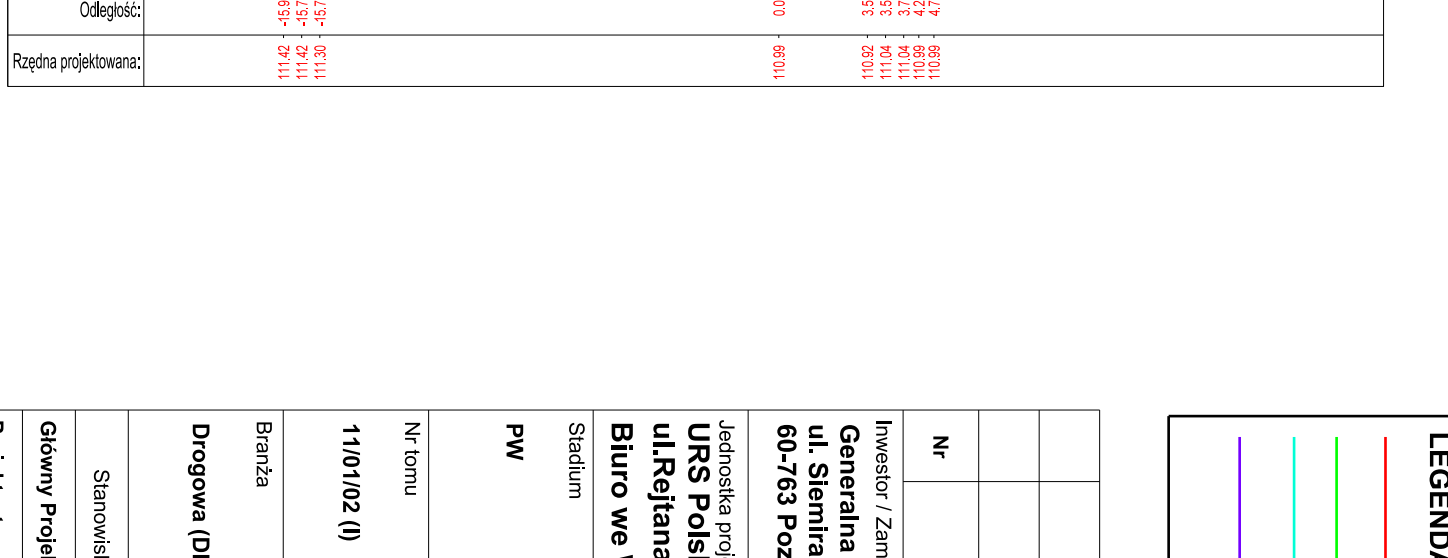 Odległość: -15.9 -15.7 -15.7 0.0 3.5 3.5 3.7 4.2 4.7
Rzędna projektowana: 111.42 111.42 111.30 110.99 110.92 111.04 111.04 110.99 110.99
LEGENDA
Nr
Inwestor / Zam
Generalna
ul. Siemira
60-763 Poz
Jednostka proj
URS Polsk
ul.Rejtana
Biuro we
Stadium
PW
Nr tomu
11/01/02 (I)
Branża
Drogowa (D
Stanowisk
Główny Projek